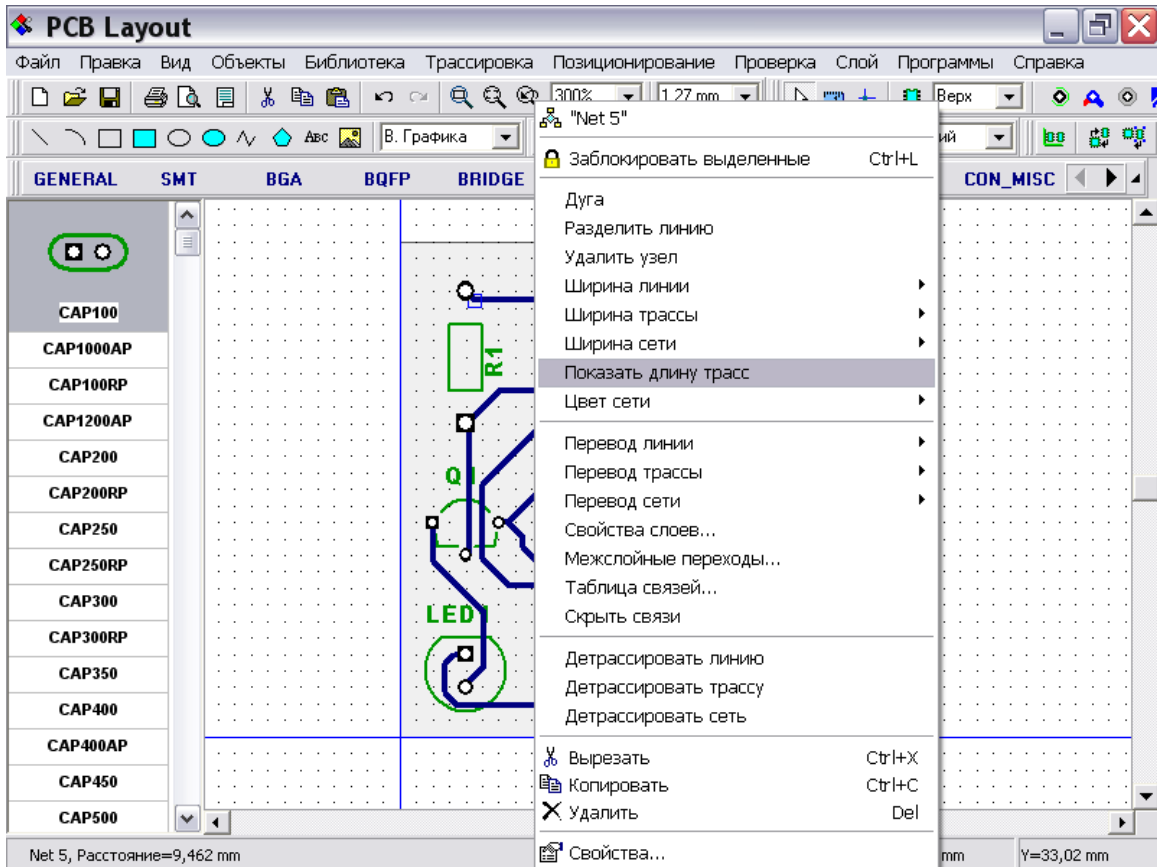 PCB Layout
Файл Правка Вид Объекты Библиотека Трассировка Позиционирование Проверка Слой Программы Справка
300% 1,27 mm Верх
Abc В. Графика ий
GENERAL SMT BGA BQFP BRIDGE CON_MISC
CAP100
CAP1000AP
CAP100RP
CAP1200AP
CAP200
CAP200RP
CAP250
CAP250RP
CAP300
CAP300RP
CAP350
CAP400
CAP400AP
CAP450
CAP500
R1
Q1
LED1
"Net 5"
Заблокировать выделенные Ctrl+L
Дуга
Разделить линию
Удалить узел
Ширина линии
Ширина трассы
Ширина сети
Показать длину трасс
Цвет сети
Перевод линии
Перевод трассы
Перевод сети
Свойства слоев...
Межслойные переходы...
Таблица связей...
Скрыть связи
Детрассировать линию
Детрассировать трассу
Детрассировать сеть
Вырезать Ctrl+X
Копировать Ctrl+C
Удалить Del
Свойства...
Net 5, Расстояние=9,462 mm mm Y=33,02 mm